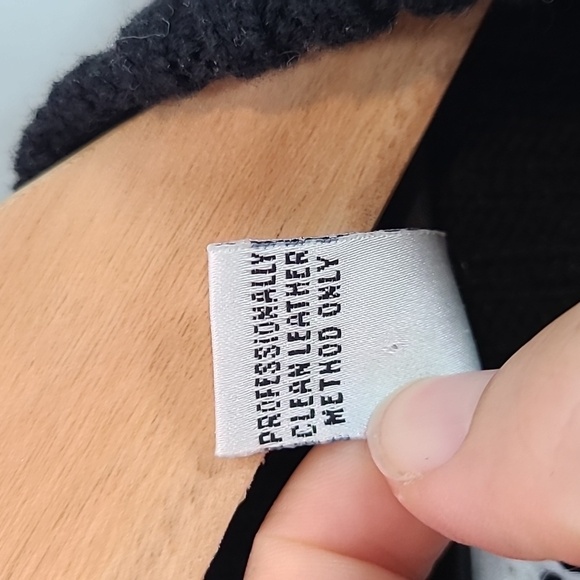 PROFESSIONALLY
CLEAN LEATHER
METHOD ONLY